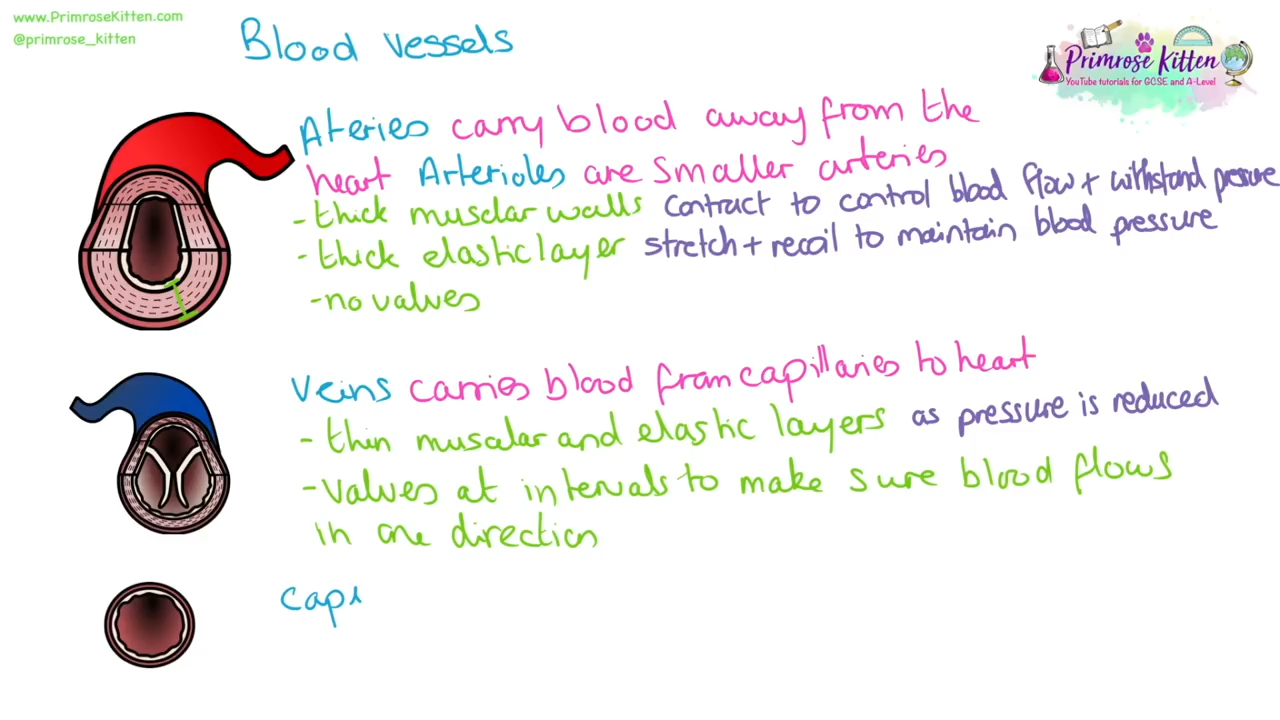 www.PrimroseKitten.com
@primrose_kitten
Blood vessels
Primrose Kitten
YouTube tutorials for GCSE and A-Level
Ateries carry blood away from the
heart Arterioles are smaller arteries
- thick musclar walls contract to control blood flow + withstand pressure
- thick elastic layer stretch + recoil to maintain blood pressure
- no valves
Veins carries blood from capillaries to heart
- thin muscular and elastic layers as pressure is reduced
- valves at intervals to make sure blood flows
in one direction
capi